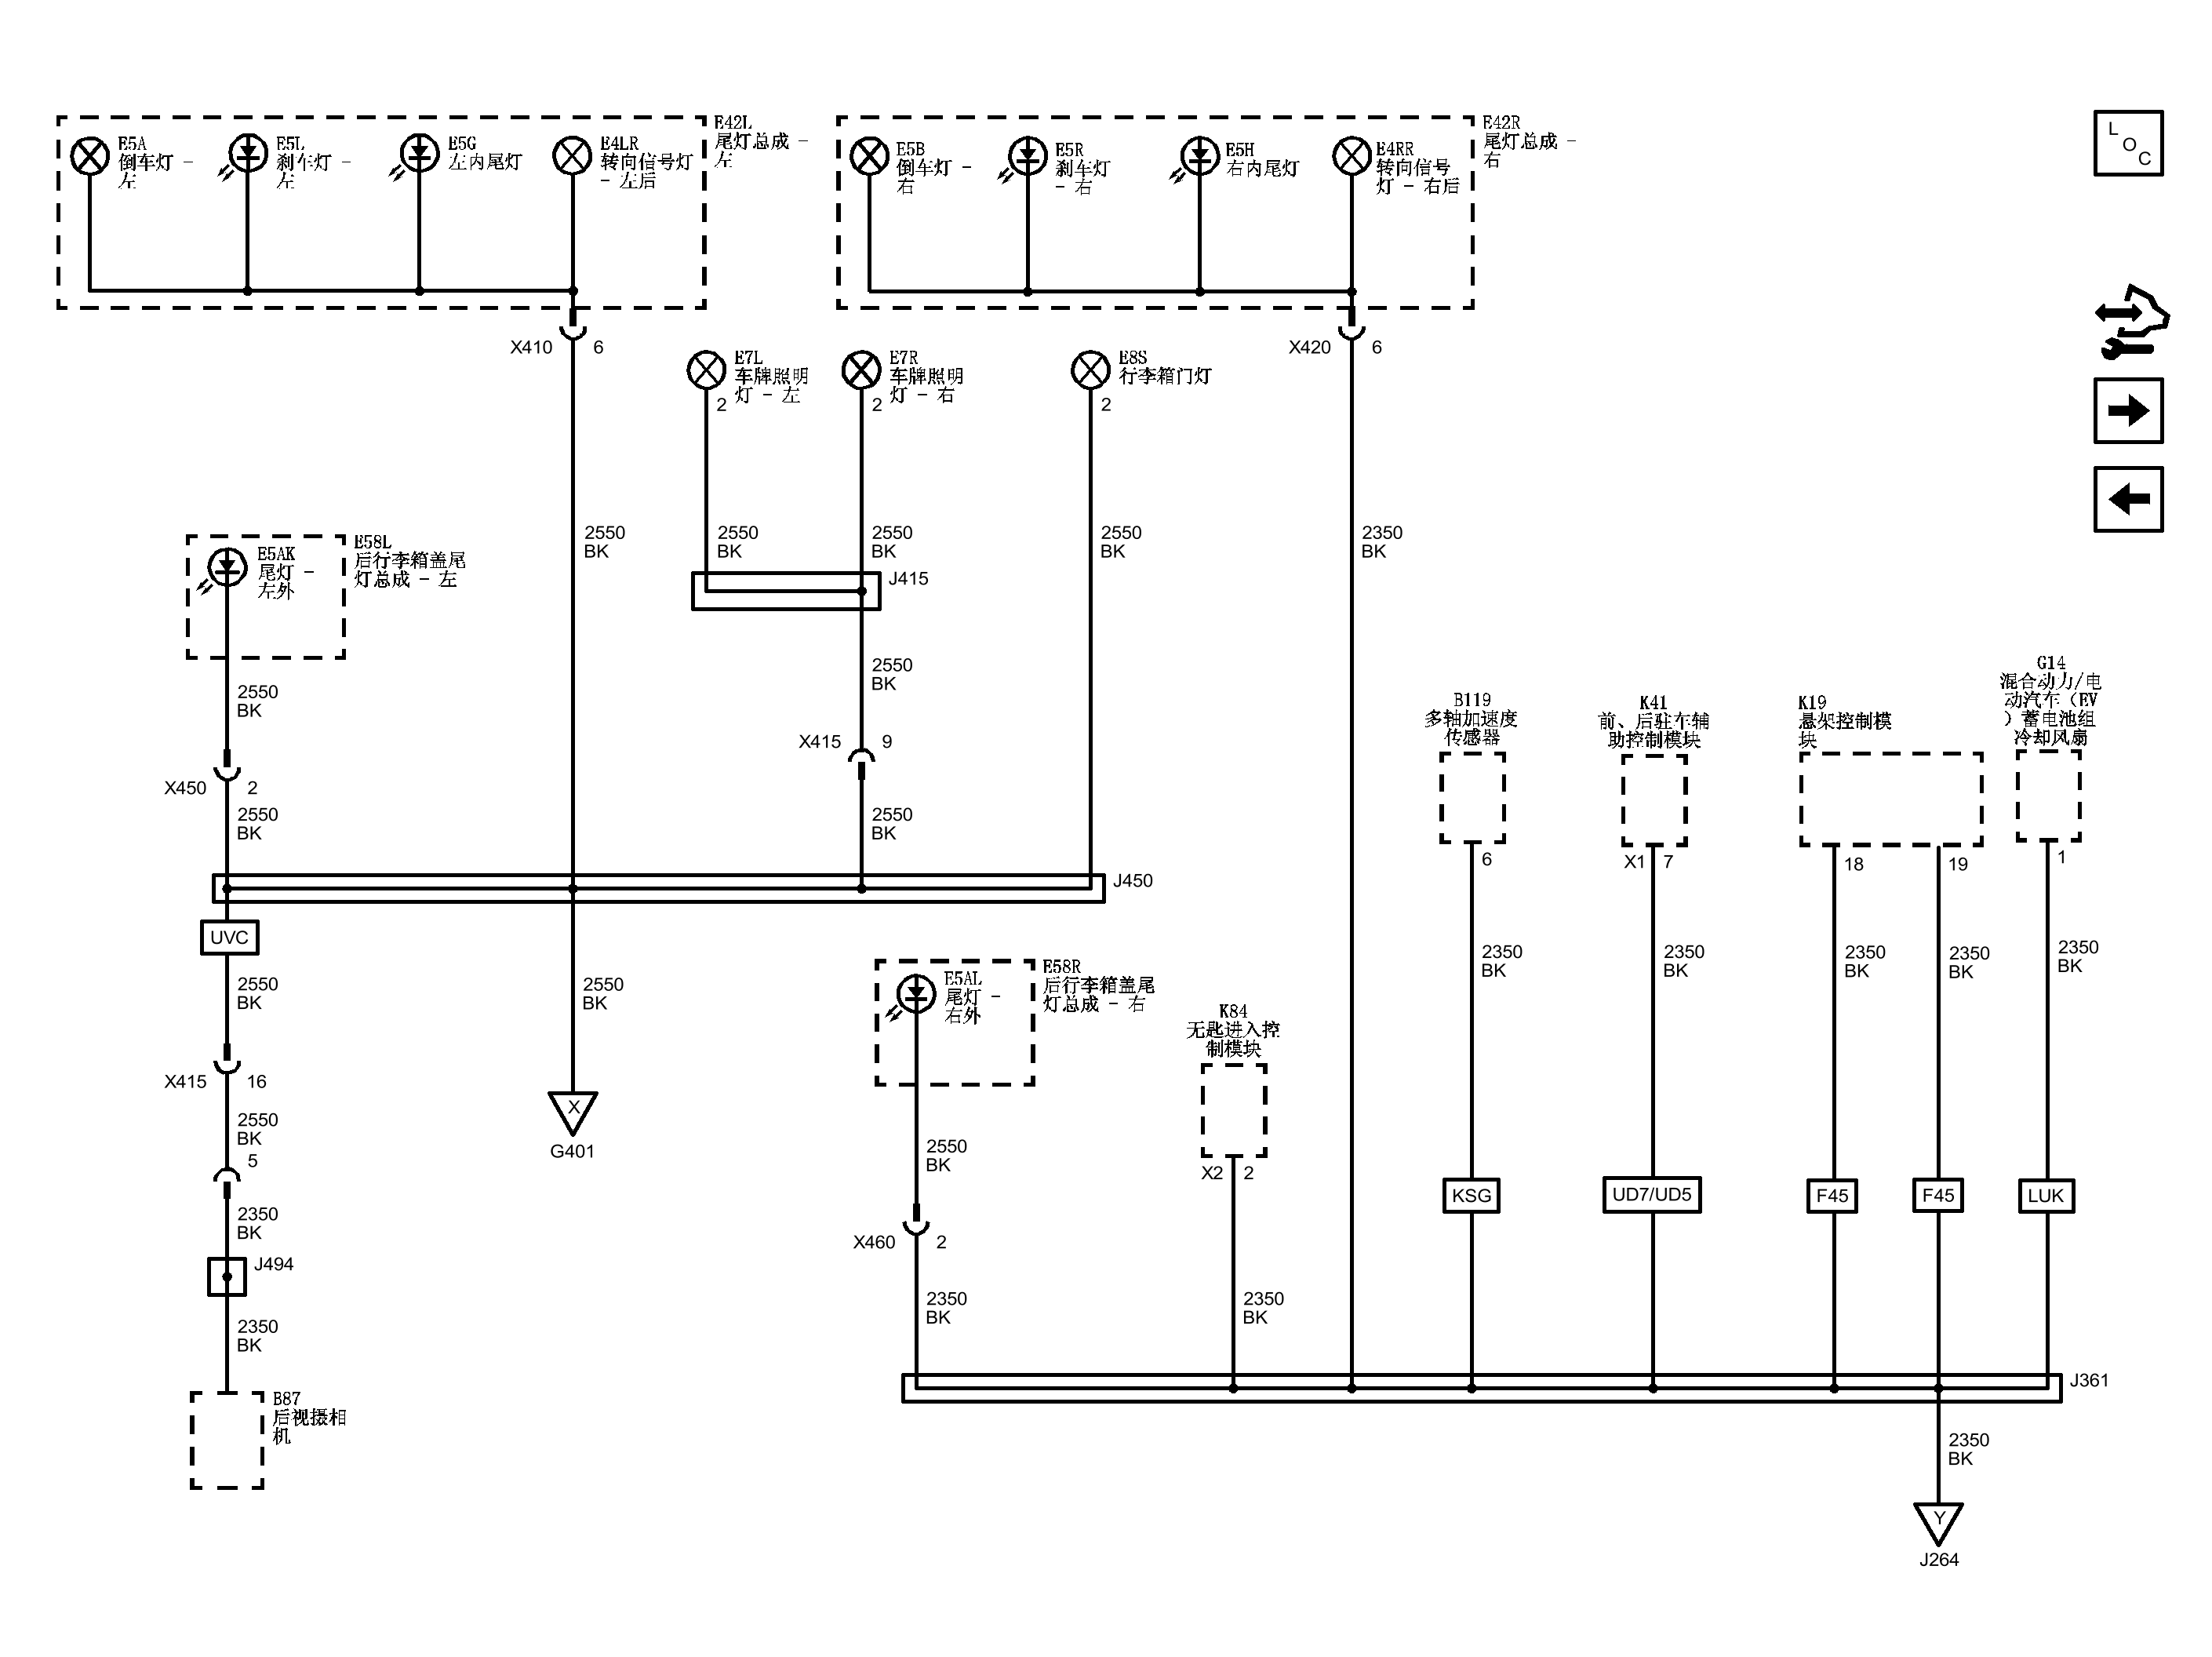 E5A
倒车灯 -
左
E5L
刹车灯 -
左
E5G
左内尾灯
E4LR
转向信号灯
- 左后
E42L
尾灯总成 -
左
E5B
倒车灯 -
右
E5R
刹车灯
- 右
E5H
右内尾灯
E4RR
转向信号
灯 - 右后
E42R
尾灯总成 -
右
L
O
C
X410
6
X420
6
E7L
车牌照明
灯 - 左
2
E7R
车牌照明
灯 - 右
2
E8S
行李箱门灯
2
2550
BK
2550
BK
2550
BK
2550
BK
2350
BK
E5AK
尾灯 -
左外
E58L
后行李箱盖尾
灯总成 - 左
J415
2550
BK
2550
BK
X415
9
X450
2
2550
BK
2550
BK
J450
B119
多轴加速度
传感器
6
K41
前、后驻车辅
助控制模块
X1
7
K19
悬架控制模
块
18
19
G14
混合动力/电
动汽车（EV
）蓄电池组
冷却风扇
1
UVC
2550
BK
2550
BK
E5AL
尾灯 -
右外
E58R
后行李箱盖尾
灯总成 - 右
K84
无匙进入控
制模块
2350
BK
2350
BK
2350
BK
2350
BK
2350
BK
X415
16
2550
BK
5
X
G401
2550
BK
X2
2
KSG
UD7/UD5
F45
F45
LUK
2350
BK
J494
X460
2
2350
BK
2350
BK
2350
BK
J361
B87
后视摄相
机
2350
BK
Y
J264